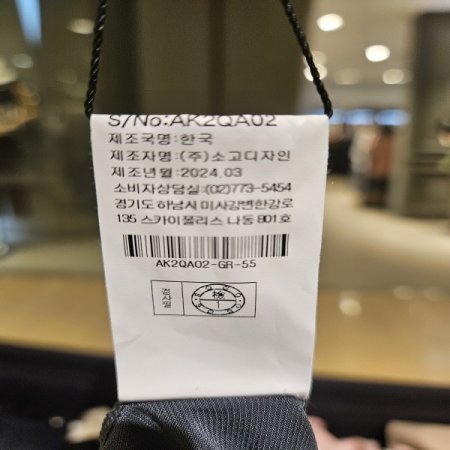 S/No:AK2QA02
제조국명:한국
제조자명:(주)소고디자인
제조년월:2024.03
소비자상담실:(02)773-5454
경기도 하남시 미사강변한강로
135 스카이폴리스 나동 801호
AK2QA02-GR-55
검사필